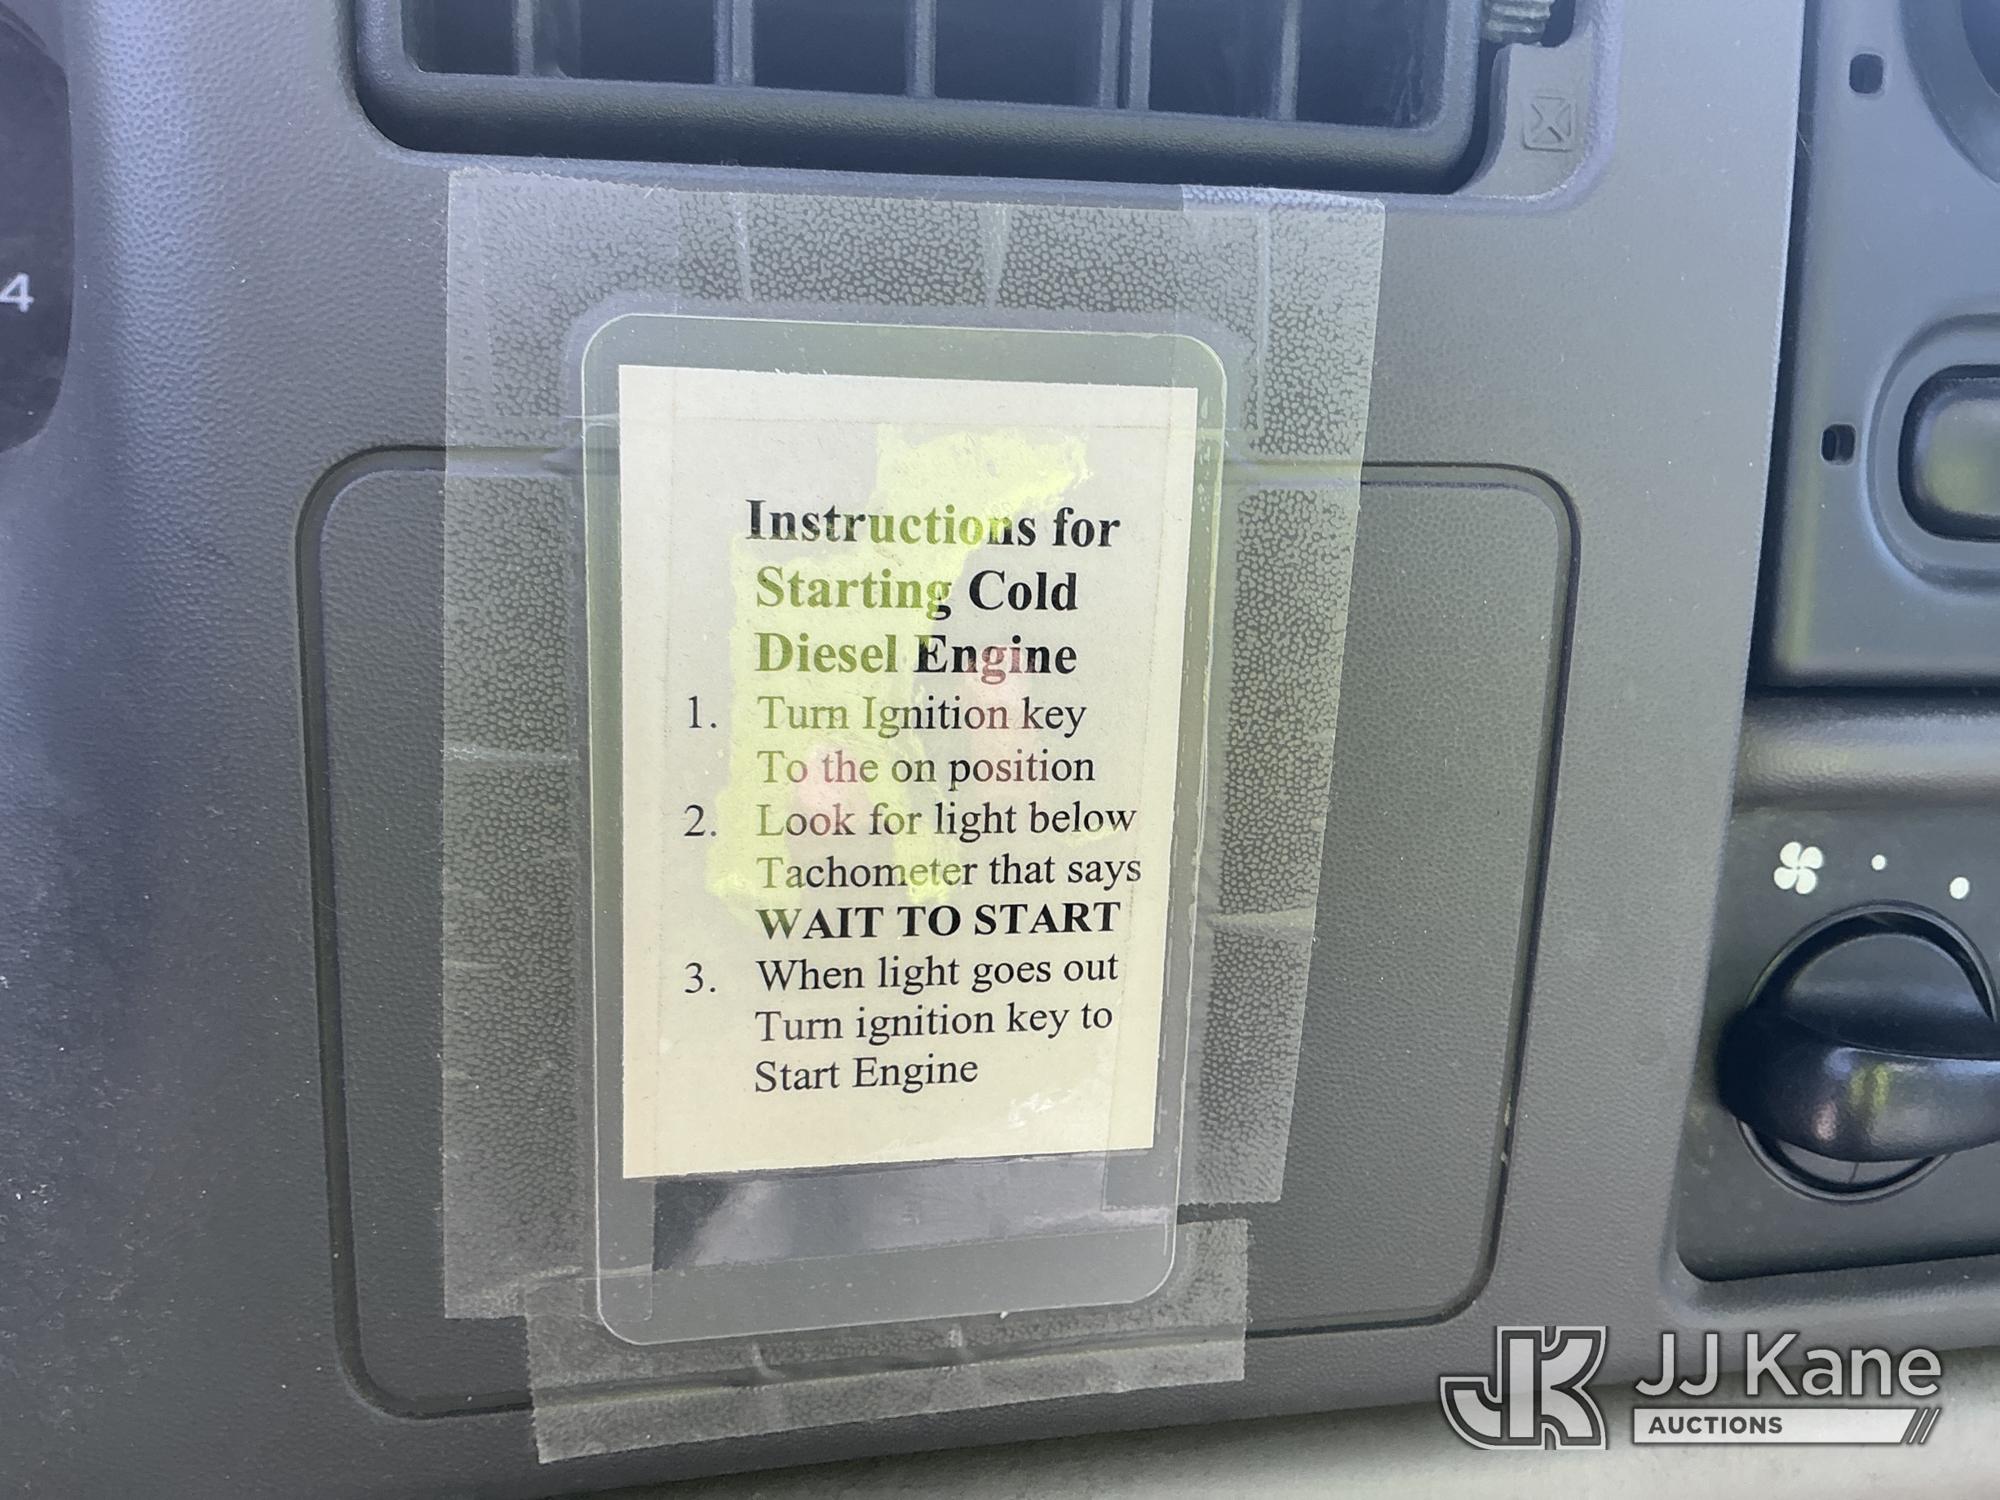 4
Instructions for
Starting Cold
Diesel Engine
1. Turn Ignition key
To the on position
2. Look for light below
Tachometer that says
WAIT TO START
3. When light goes out
Turn ignition key to
Start Engine
JK JJ Kane
AUCTIONS